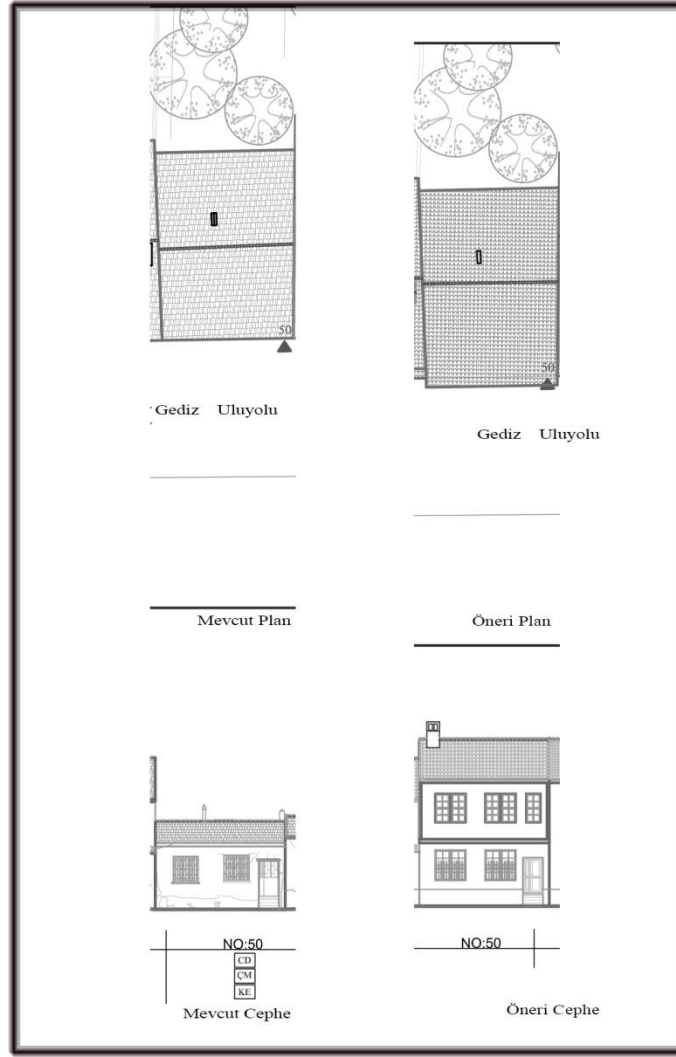 50
50
Gediz Uluyolu
Gediz Uluyolu
Mevcut Plan
Öneri Plan
NO:50
NO:50
CD
ÇM
KE
Mevcut Cephe
Öneri Cephe